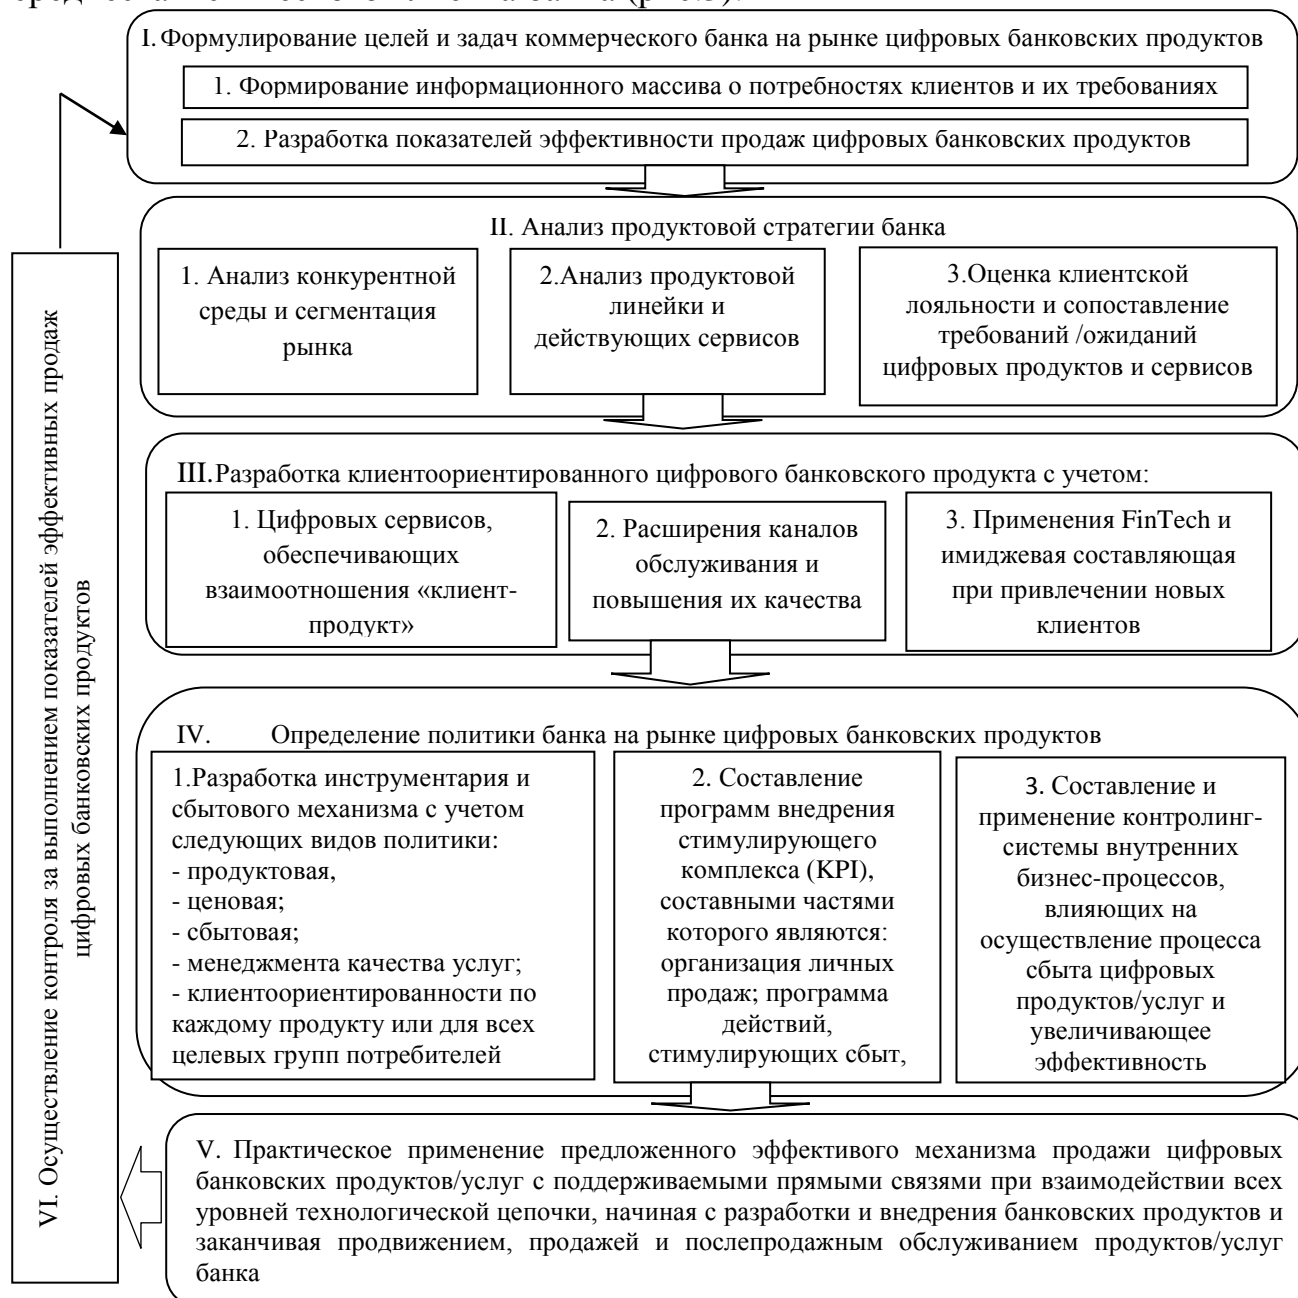 I. Формулирование целей и задач коммерческого банка на рынке цифровых банковских продуктов
1. Формирование информационного массива о потребностях клиентов и их требованиях
2. Разработка показателей эффективности продаж цифровых банковских продуктов
II. Анализ продуктовой стратегии банка
1. Анализ конкурентной
среды и сегментация
рынка
2.Анализ продуктовой
линейки и
действующих сервисов
3.Оценка клиентской
лояльности и сопоставление
требований /ожиданий
цифровых продуктов и сервисов
III.Разработка клиентоориентированного цифрового банковского продукта с учетом:
1. Цифровых сервисов,
обеспечивающих
взаимоотношения «клиент-
продукт»
2. Расширения каналов
обслуживания и
повышения их качества
3. Применения FinTech и
имиджевая составляющая
при привлечении новых
клиентов
IV. Определение политики банка на рынке цифровых банковских продуктов
1.Разработка инструментария и
сбытового механизма с учетом
следующих видов политики:
- продуктовая,
- ценовая;
- сбытовая;
- менеджмента качества услуг;
- клиентоориентированности по
каждому продукту или для всех
целевых групп потребителей
2. Составление
программ внедрения
стимулирующего
комплекса (KPI),
составными частями
которого являются:
организация личных
продаж; программа
действий,
стимулирующих сбыт,
3. Составление и
применение контролинг-
системы внутренних
бизнес-процессов,
влияющих на
осуществление процесса
сбыта цифровых
продуктов/услуг и
увеличивающее
эффективность
V. Практическое применение предложенного эффективого механизма продажи цифровых
банковских продуктов/услуг с поддерживаемыми прямыми связями при взаимодействии всех
уровней технологической цепочки, начиная с разработки и внедрения банковских продуктов и
заканчивая продвижением, продажей и послепродажным обслуживанием продуктов/услуг
банка
VI. Осуществление контроля за выполнением показателей эффективных продаж
цифровых банковских продуктов